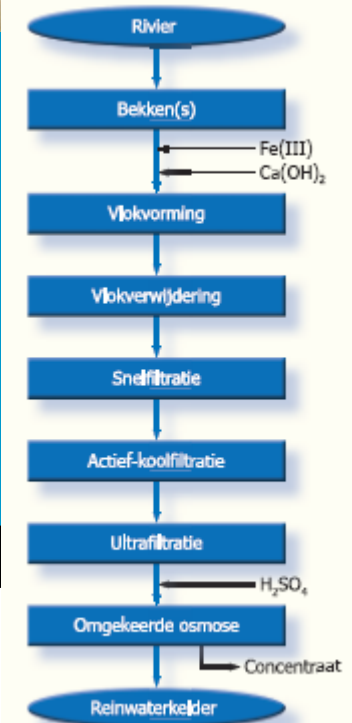 Rivier
Bekken(s)
Fe(III)
Ca(OH)₂
Vlokvorming
Vlokverwijdering
Snelfiltratie
Actief-koolfiltratie
Ultrafiltratie
H₂SO₄
Omgekeerde osmose
Concentraat
Reinwaterkelder